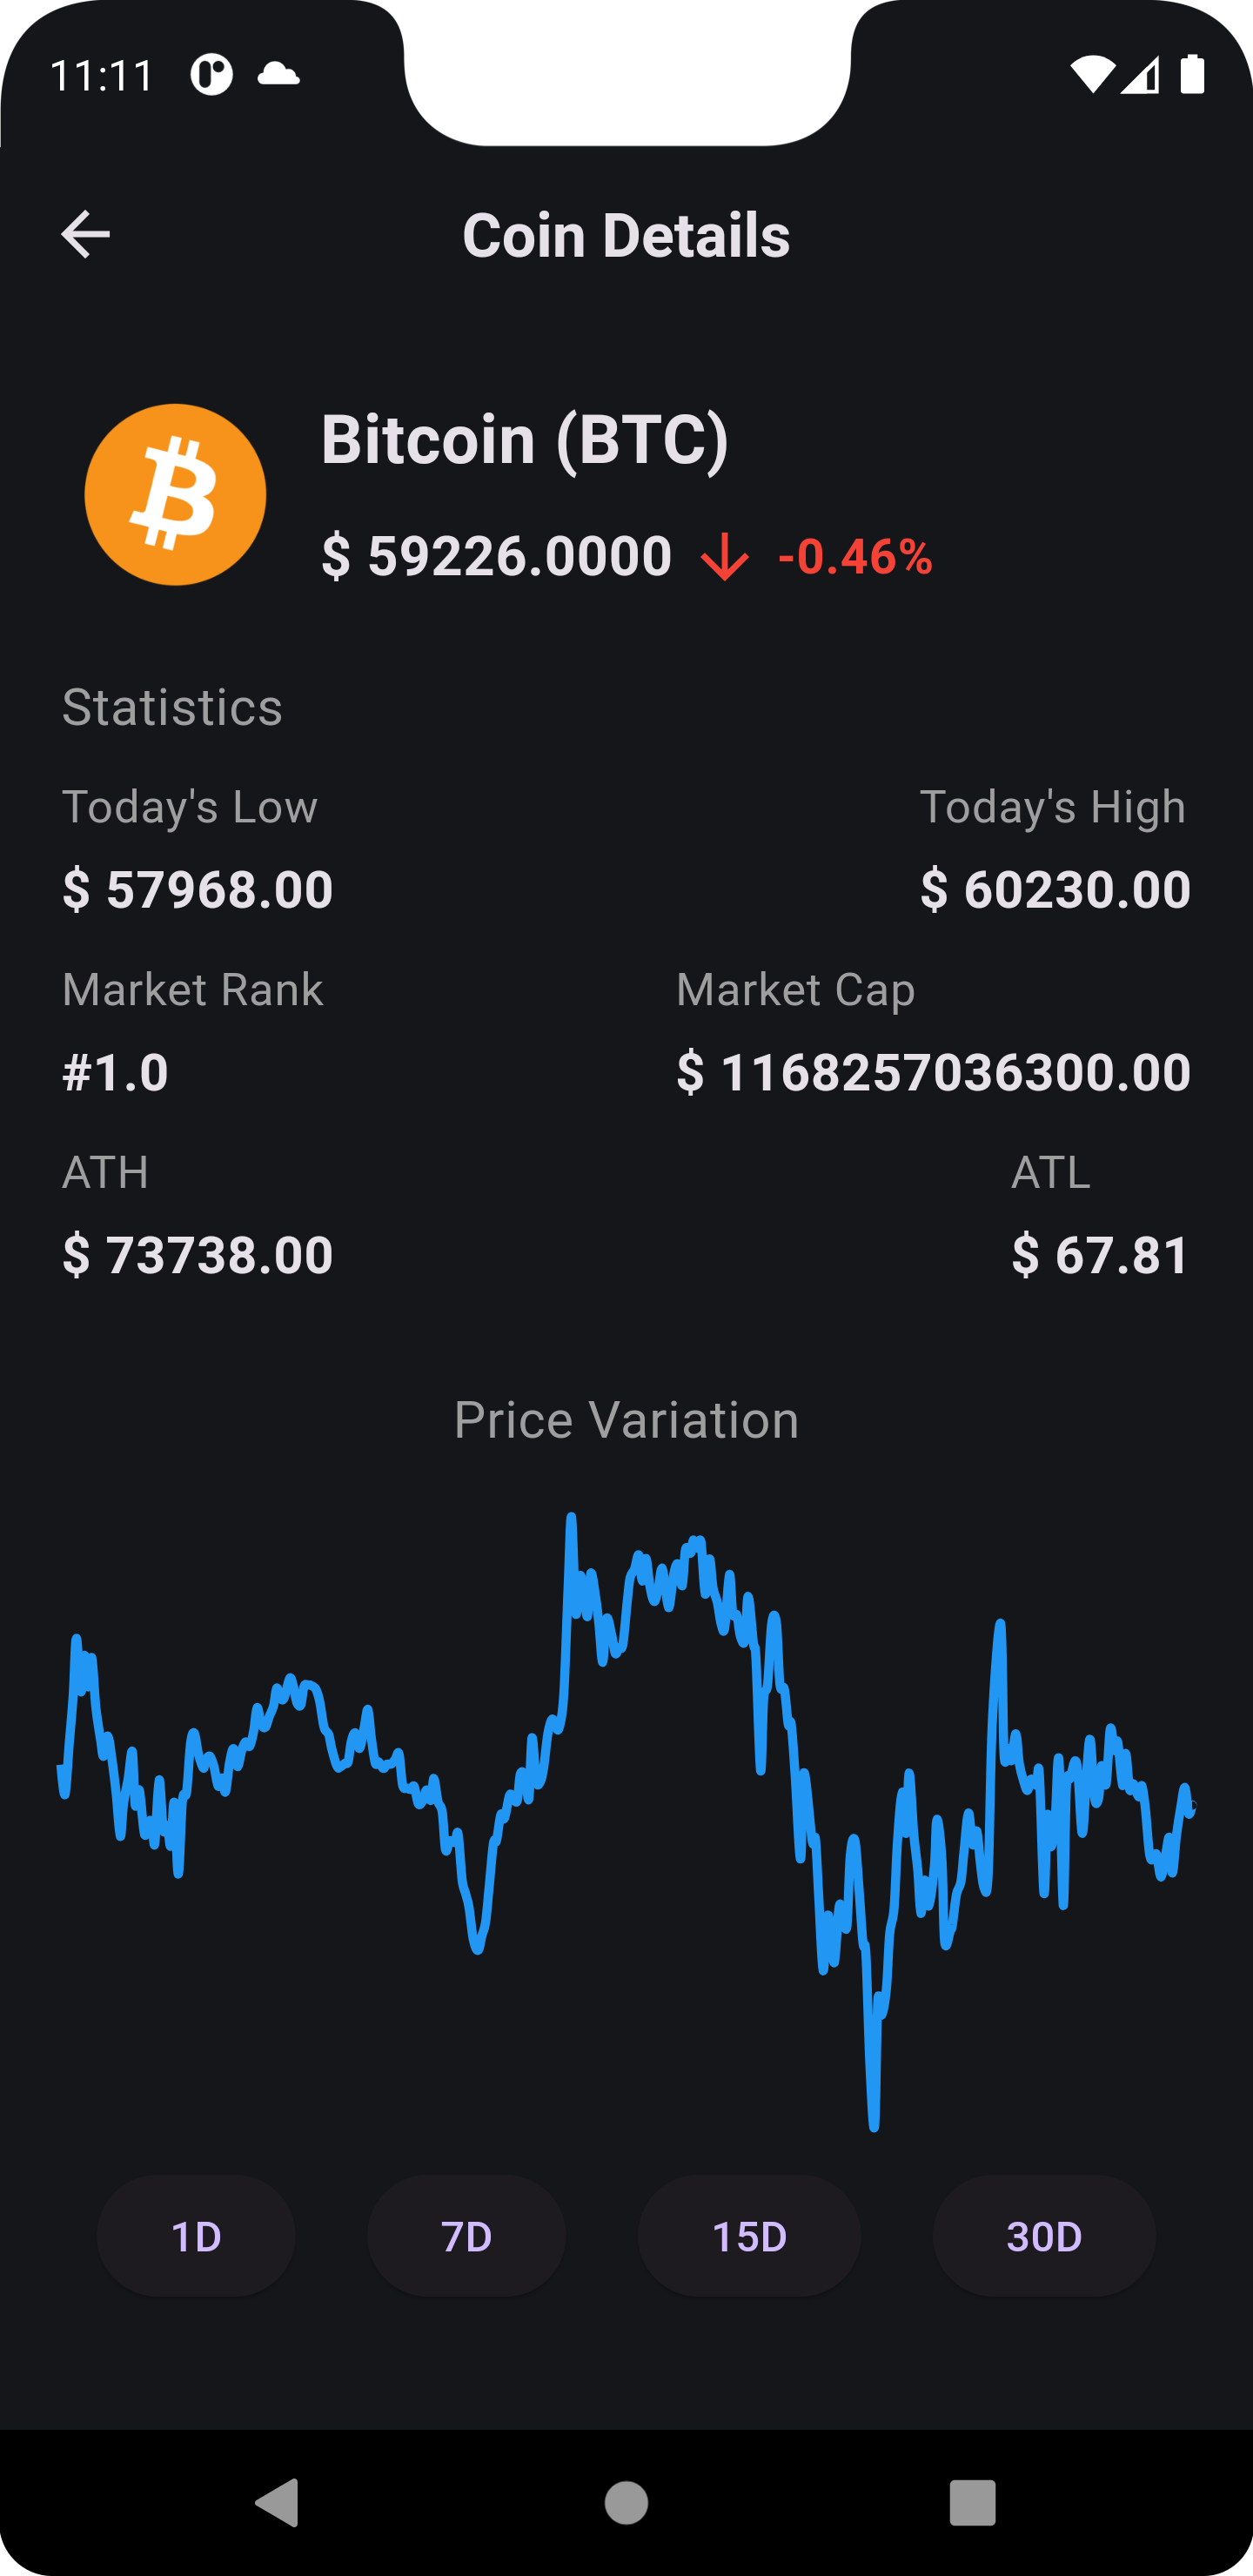 11:11
Coin Details
Bitcoin (BTC)
$ 59226.0000 -0.46%
Statistics
Today's Low Today's High
$ 57968.00 $ 60230.00
Market Rank Market Cap
#1.0 $ 1168257036300.00
ATH ATL
$ 73738.00 $ 67.81
Price Variation
1D 7D 15D 30D